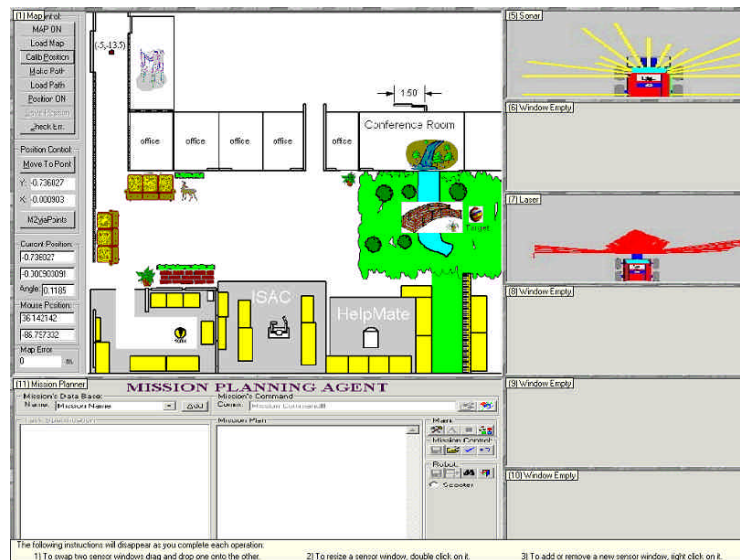 (1) Map
MAP ON
Load Map
Calib Position
Make Path
Load Path
Position ON
Check Err.
Position Control:
Move To Point
Y: -0.736027
X: -0.000903
M2viaPoints
Current Position:
-0.736027
-0.000903091
Angle: 0.1185
Mouse Position:
36.142142
-86.797332
Map Error
0 m.
(-5,-13.5)
office
office
office
office
office
1.50
Conference Room
Target
ISAC
HelpMate
(5) Sonar
(6) Window Empty
(7) Laser
(8) Window Empty
(9) Window Empty
(10) Window Empty
(11) Mission Planner
MISSION PLANNING AGENT
Mission's Data Base:
Name: Mission Name
Add
Mission's Command
Comm:
Mission Plan
Main:
Mission Control:
Robot:
Scooter
The following instructions will disappear as you complete each operation:
1) To swap two sensor windows drag and drop one onto the other.
2) To resize a sensor window, double click on it.
3) To add or remove a new sensor window, right click on it.